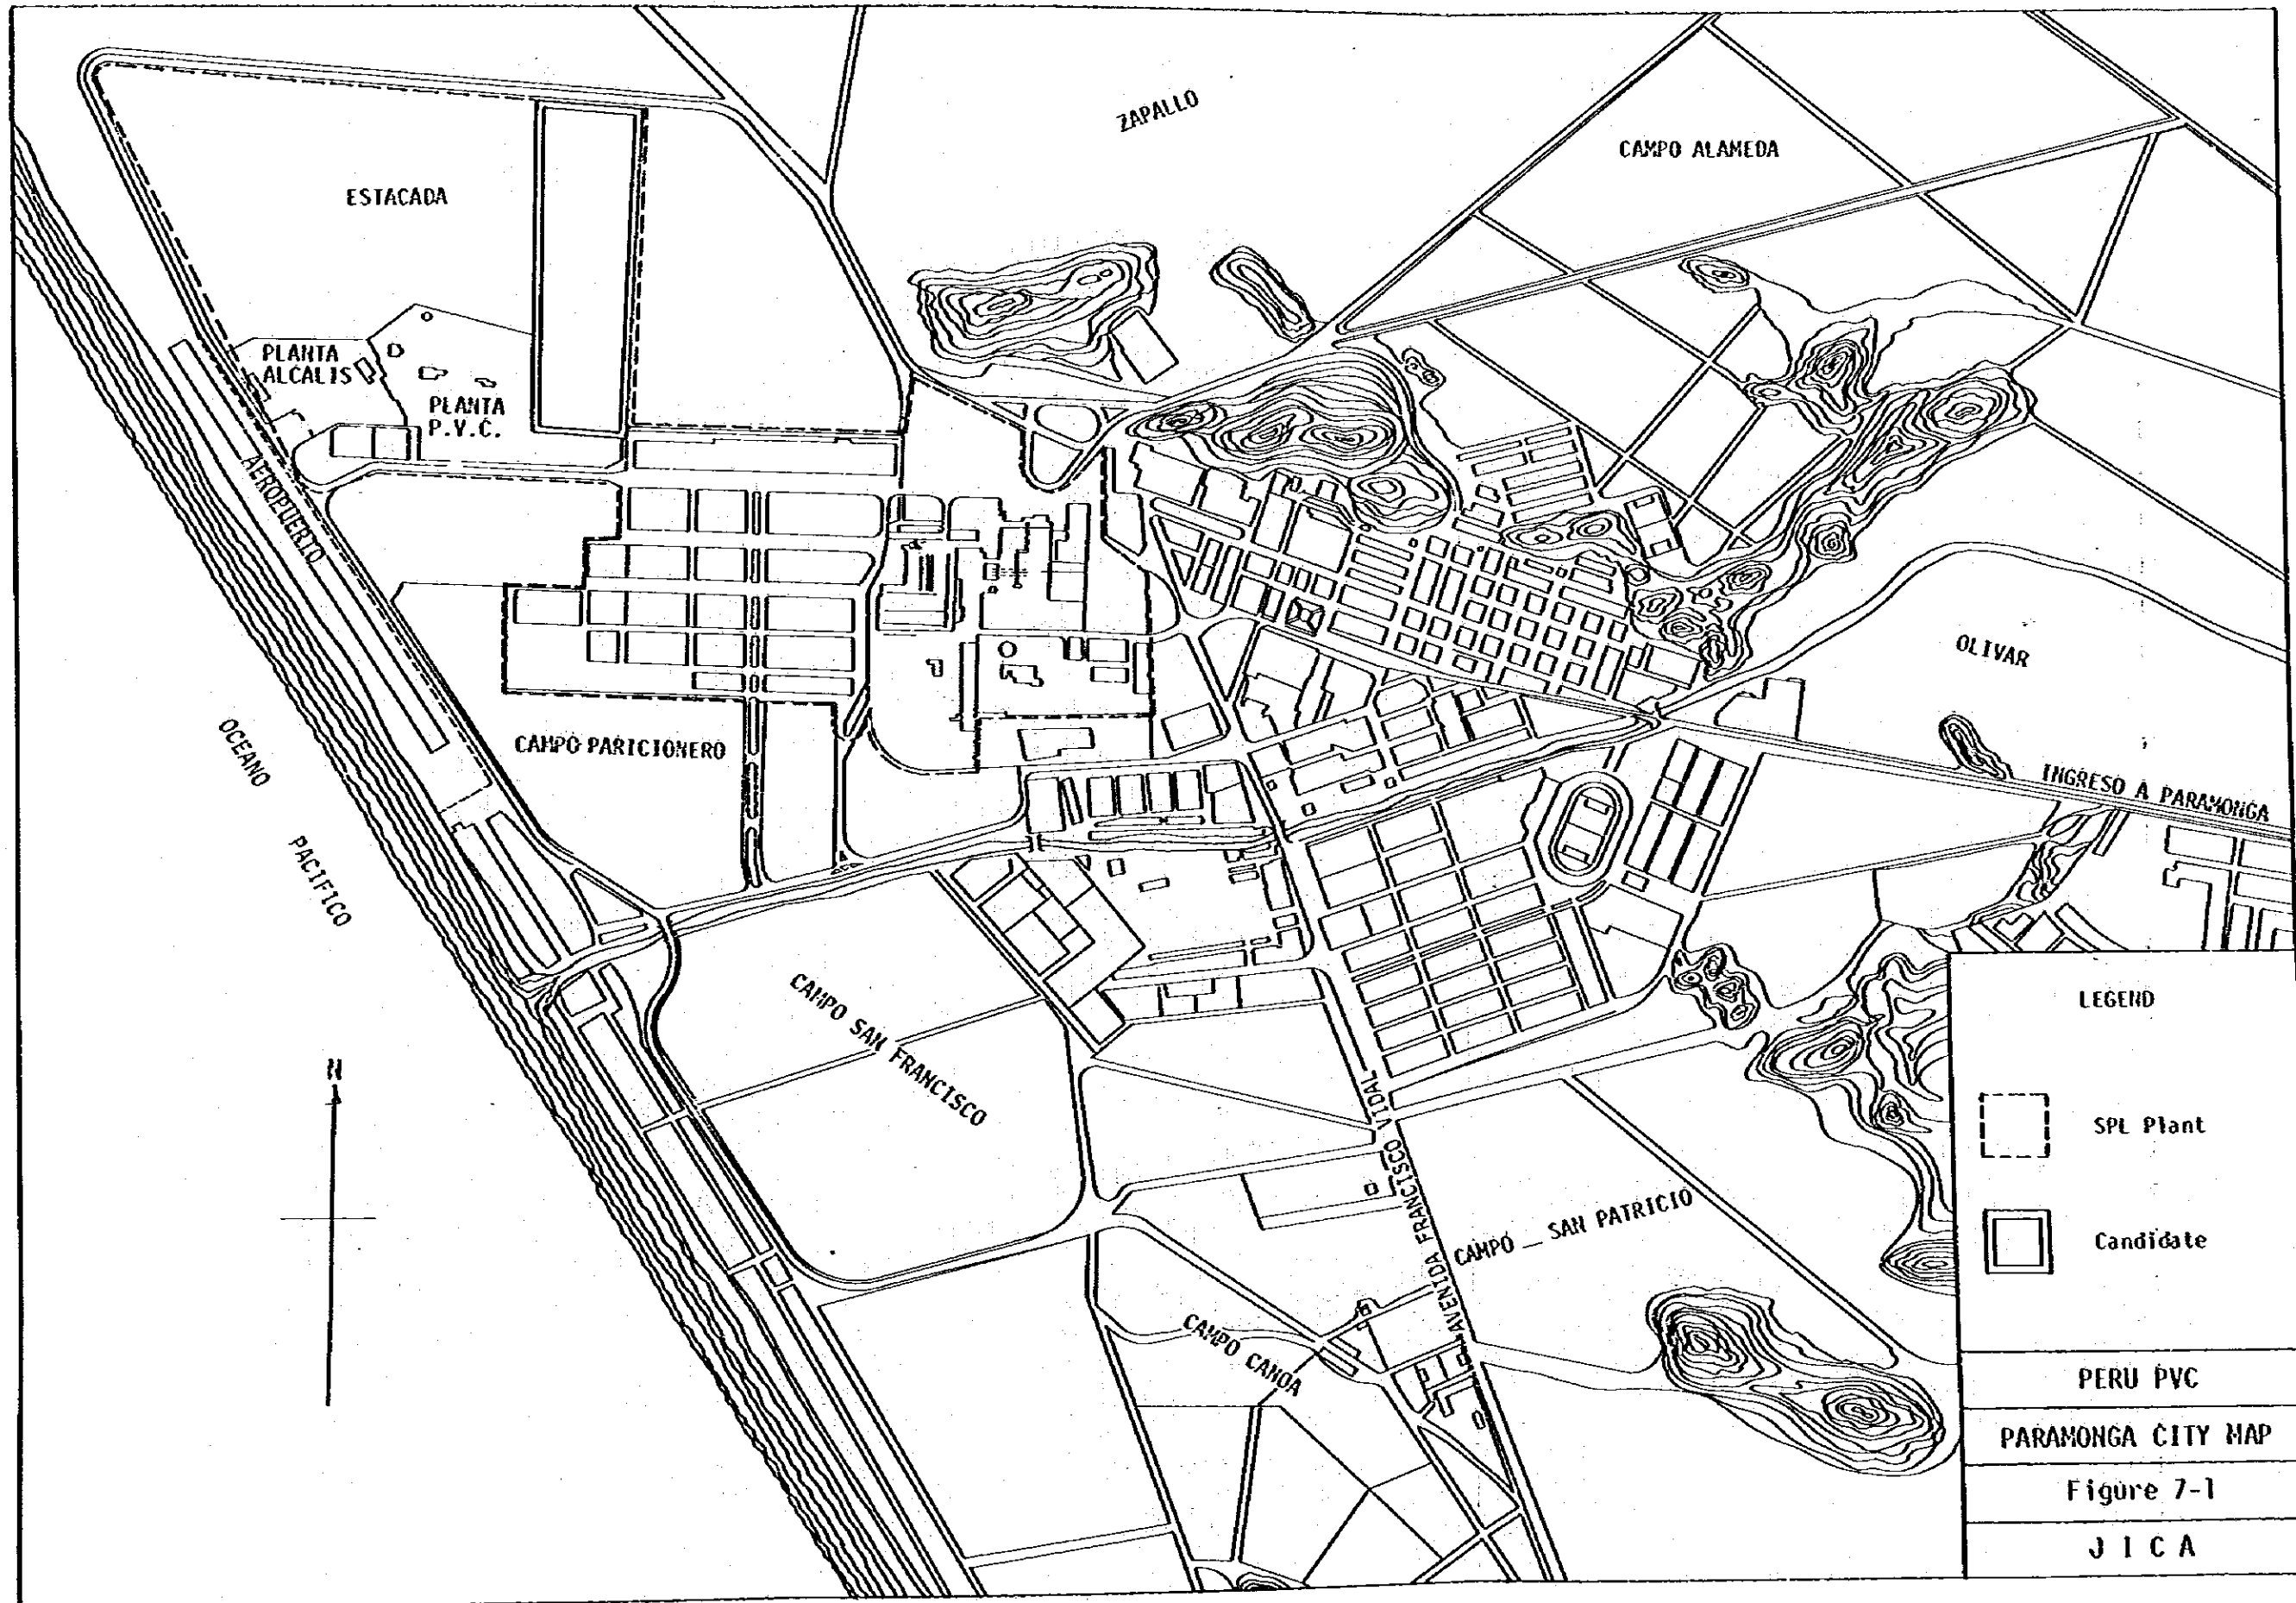 ZAPALLO
CAMPO ALAMEDA
ESTACADA
PLANTA
ALCALIS
PLANTA
P.V.C.
AEROPUERTO
OLIVAR
OCEANO PACIFICO
CAMPO PARICIONERO
INGRESO A PARAMONGA
CAMPO SAN FRANCISCO
AVENIDA FRANCISCO VIDAL
CAMPO _ SAN PATRICIO
CAMPO CANOA
N
LEGEND
SPL Plant
Candidate
PERU PVC
PARAMONGA CITY MAP
Figure 7-1
J I C A